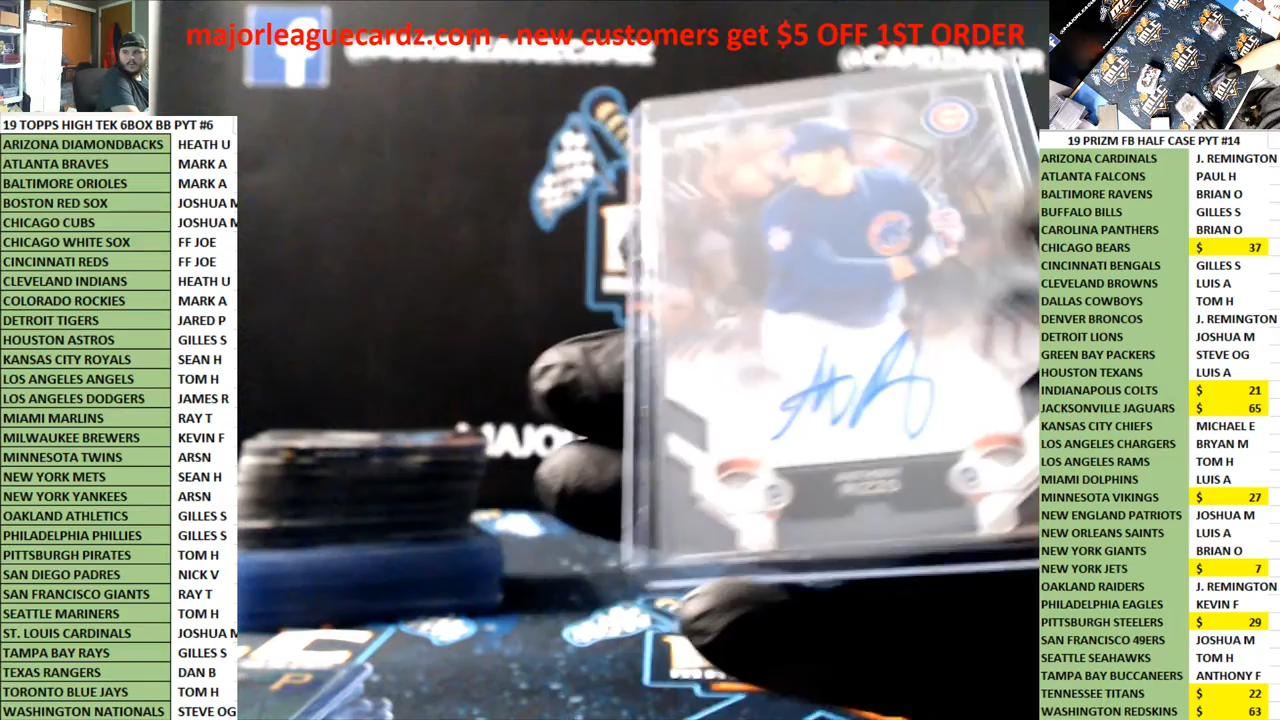 majorleaguecardz.com - new customers get $5 OFF 1ST ORDER
19 TOPPS HIGH TEK 6BOX BB PYT #6
ARIZONA DIAMONDBACKS HEATH U
ATLANTA BRAVES MARK A
BALTIMORE ORIOLES MARK A
BOSTON RED SOX JOSHUA M
CHICAGO CUBS JOSHUA M
CHICAGO WHITE SOX FF JOE
CINCINNATI REDS FF JOE
CLEVELAND INDIANS HEATH U
COLORADO ROCKIES MARK A
DETROIT TIGERS JARED P
HOUSTON ASTROS GILLES S
KANSAS CITY ROYALS SEAN H
LOS ANGELES ANGELS TOM H
LOS ANGELES DODGERS JAMES R
MIAMI MARLINS RAY T
MILWAUKEE BREWERS KEVIN F
MINNESOTA TWINS ARSN
NEW YORK METS SEAN H
NEW YORK YANKEES ARSN
OAKLAND ATHLETICS GILLES S
PHILADELPHIA PHILLIES GILLES S
PITTSBURGH PIRATES TOM H
SAN DIEGO PADRES NICK V
SAN FRANCISCO GIANTS RAY T
SEATTLE MARINERS TOM H
ST. LOUIS CARDINALS JOSHUA M
TAMPA BAY RAYS GILLES S
TEXAS RANGERS DAN B
TORONTO BLUE JAYS TOM H
WASHINGTON NATIONALS STEVE OG
MAJOR
19 PRIZM FB HALF CASE PYT #14
ARIZONA CARDINALS J. REMINGTON
ATLANTA FALCONS PAUL H
BALTIMORE RAVENS BRIAN O
BUFFALO BILLS GILLES S
CAROLINA PANTHERS BRIAN O
CHICAGO BEARS $ 37
CINCINNATI BENGALS GILLES S
CLEVELAND BROWNS LUIS A
DALLAS COWBOYS TOM H
DENVER BRONCOS J. REMINGTON
DETROIT LIONS JOSHUA M
GREEN BAY PACKERS STEVE OG
HOUSTON TEXANS LUIS A
INDIANAPOLIS COLTS $ 21
JACKSONVILLE JAGUARS $ 65
KANSAS CITY CHIEFS MICHAEL E
LOS ANGELES CHARGERS BRYAN M
LOS ANGELES RAMS TOM H
MIAMI DOLPHINS LUIS A
MINNESOTA VIKINGS $ 27
NEW ENGLAND PATRIOTS JOSHUA M
NEW ORLEANS SAINTS LUIS A
NEW YORK GIANTS BRIAN O
NEW YORK JETS $ 7
OAKLAND RAIDERS J. REMINGTON
PHILADELPHIA EAGLES KEVIN F
PITTSBURGH STEELERS $ 29
SAN FRANCISCO 49ERS JOSHUA M
SEATTLE SEAHAWKS TOM H
TAMPA BAY BUCCANEERS ANTHONY F
TENNESSEE TITANS $ 22
WASHINGTON REDSKINS $ 63